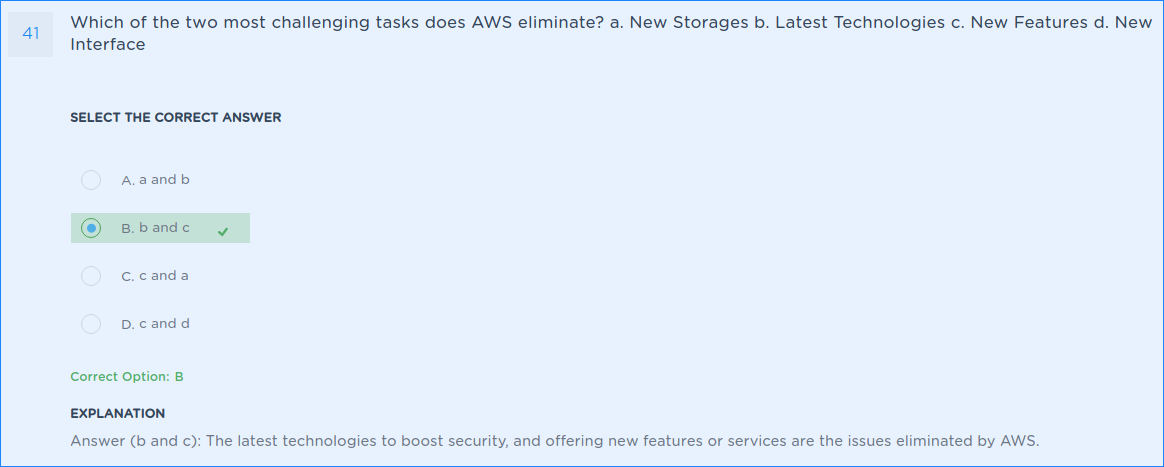 41
Which of the two most challenging tasks does AWS eliminate? a. New Storages b. Latest Technologies c. New Features d. New
Interface
SELECT THE CORRECT ANSWER
A. a and b
B. b and c
C. c and a
D. c and d
Correct Option: B
EXPLANATION
Answer (b and c): The latest technologies to boost security, and offering new features or services are the issues eliminated by AWS.